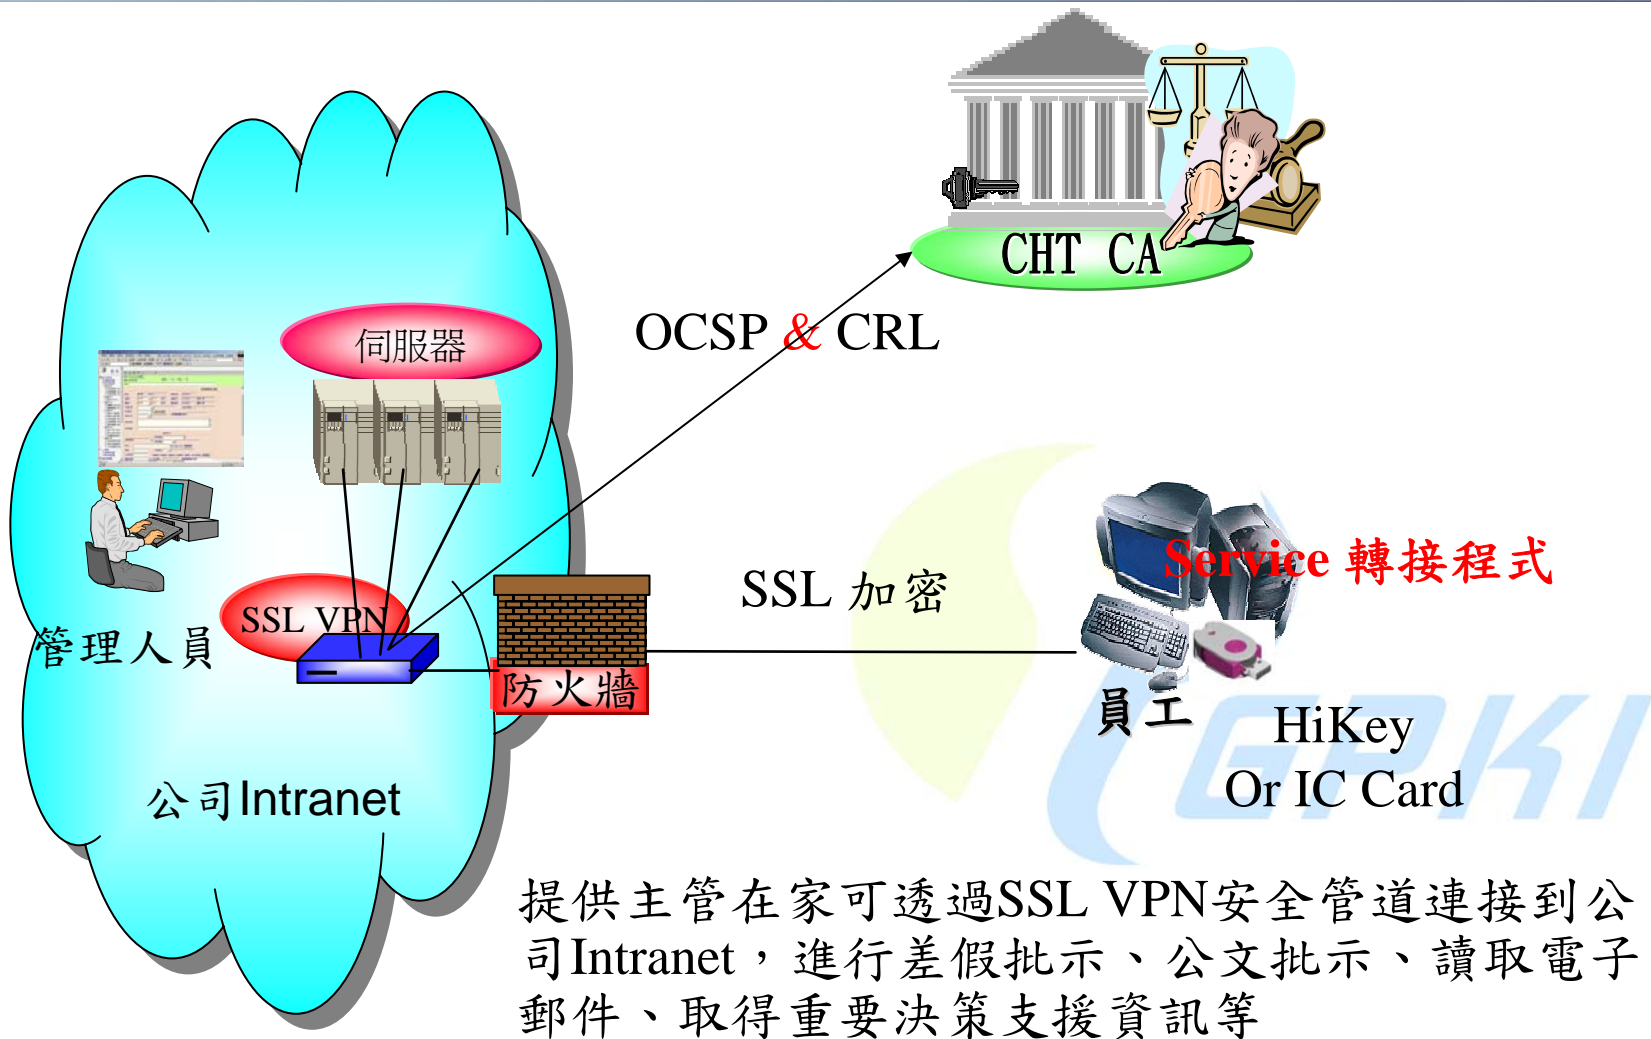 CHT CA
OCSP & CRL
伺服器
SSL VPN
管理人員
防火牆
公司Intranet
SSL 加密
Service 轉接程式
員工
HiKey
Or IC Card
GPKI
提供主管在家可透過SSL VPN安全管道連接到公
司Intranet，進行差假批示、公文批示、讀取電子
郵件、取得重要決策支援資訊等